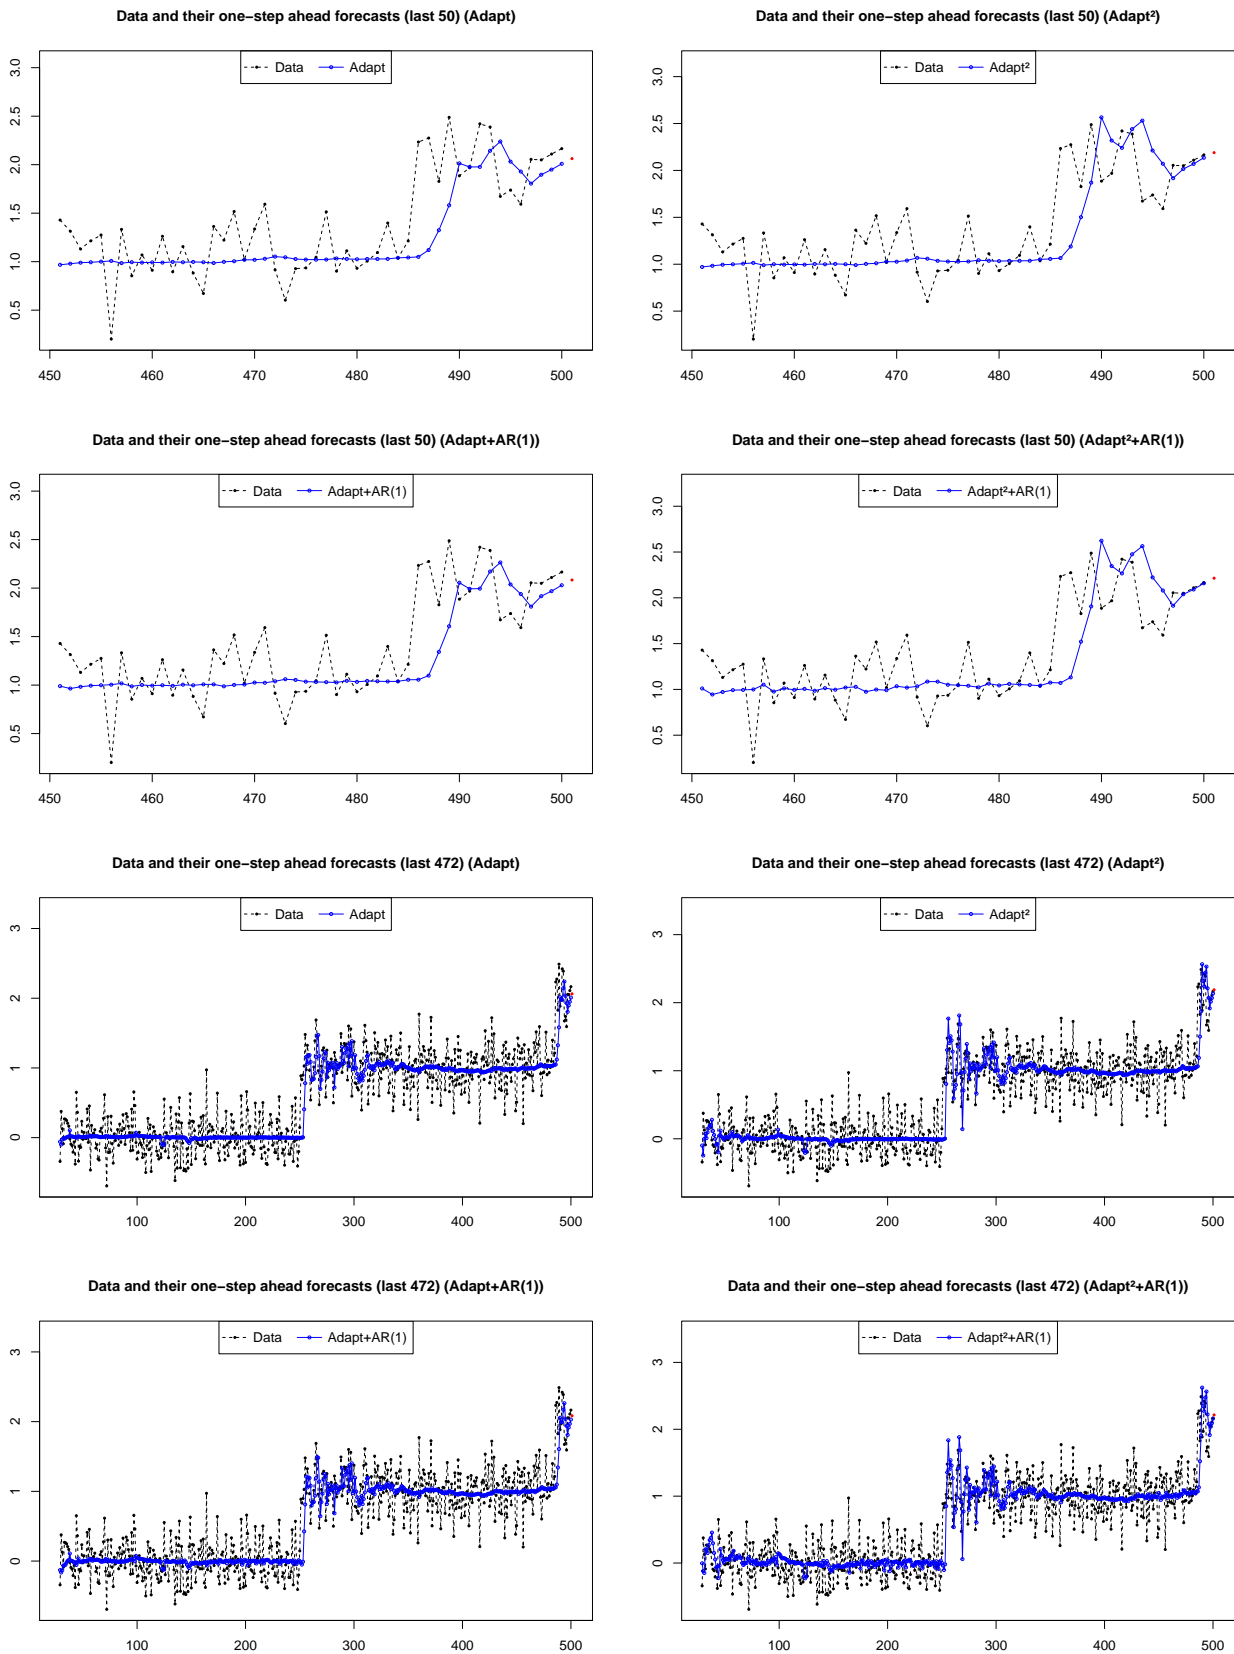 Data and their one−step ahead forecasts (last 50) (Adapt)
Data Adapt
3.0
2.5
2.0
1.5
1.0
0.5
450 460 470 480 490 500
Data and their one−step ahead forecasts (last 50) (Adapt²)
Data Adapt²
3.0
2.5
2.0
1.5
1.0
0.5
450 460 470 480 490 500
Data and their one−step ahead forecasts (last 50) (Adapt+AR(1))
Data Adapt+AR(1)
3.0
2.5
2.0
1.5
1.0
0.5
450 460 470 480 490 500
Data and their one−step ahead forecasts (last 50) (Adapt²+AR(1))
Data Adapt²+AR(1)
3.0
2.5
2.0
1.5
1.0
0.5
450 460 470 480 490 500
Data and their one−step ahead forecasts (last 472) (Adapt)
Data Adapt
3
2
1
0
100 200 300 400 500
Data and their one−step ahead forecasts (last 472) (Adapt²)
Data Adapt²
3
2
1
0
100 200 300 400 500
Data and their one−step ahead forecasts (last 472) (Adapt+AR(1))
Data Adapt+AR(1)
3
2
1
0
100 200 300 400 500
Data and their one−step ahead forecasts (last 472) (Adapt²+AR(1))
Data Adapt²+AR(1)
3
2
1
0
100 200 300 400 500